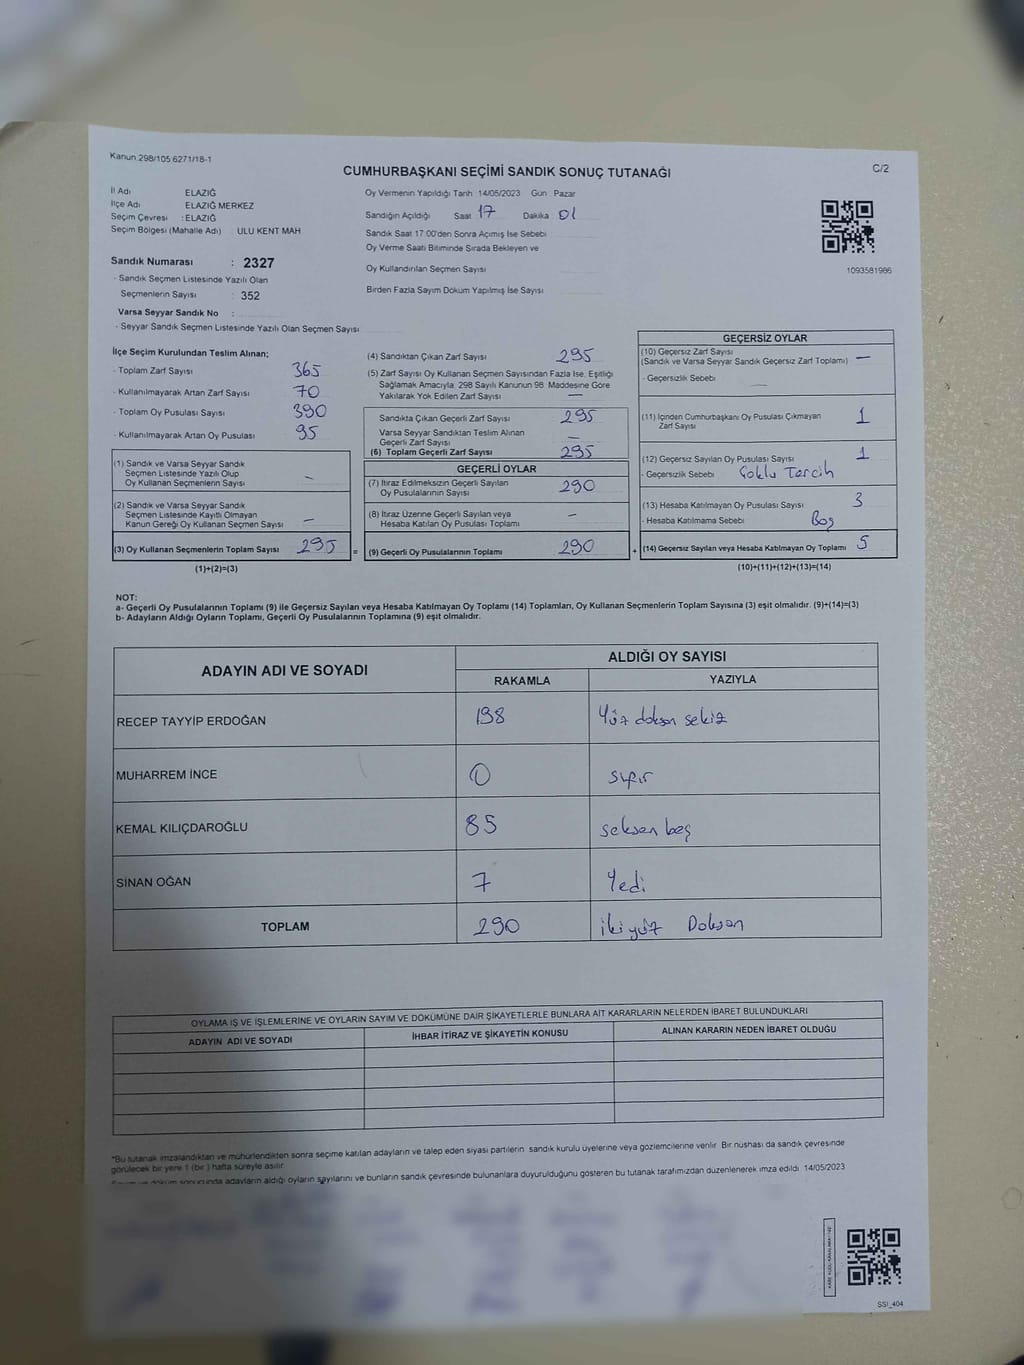 Kanun 298/105 6271/18-1
CUMHURBAŞKANI SEÇİMİ SANDIK SONUÇ TUTANAĞI
C/2
İl Adı ELAZIĞ
İlçe Adı ELAZIĞ MERKEZ
Seçim Çevresi : ELAZIĞ
Seçim Bölgesi (Mahalle Adı) ULU KENT MAH
Oy Vermenin Yapıldığı Tarih 14/05/2023 Gün Pazar
Sandığın Açıldığı Saat 17 Dakika 01
Sandık Saat 17:00'den Sonra Açımış İse Sebebi
Oy Verme Saati Bitiminde Sırada Bekleyen ve
Oy Kullandırılan Seçmen Sayısı
Birden Fazla Sayım Döküm Yapılmış İse Sayısı
1093581986
Sandık Numarası : 2327
- Sandık Seçmen Listesinde Yazılı Olan
Seçmenlerin Sayısı : 352
Varsa Seyyar Sandık No :
- Seyyar Sandık Seçmen Listesinde Yazılı Olan Seçmen Sayısı
İlçe Seçim Kurulundan Teslim Alınan;
- Toplam Zarf Sayısı 365
- Kullanılmayarak Artan Zarf Sayısı 70
- Toplam Oy Pusulası Sayısı 390
- Kullanılmayarak Artan Oy Pusulası 95
(1) Sandık ve Varsa Seyyar Sandık
Seçmen Listesinde Yazılı Olup
Oy Kullanan Seçmenlerin Sayısı –
(2) Sandık ve Varsa Seyyar Sandık
Seçmen Listesinde Kayıtlı Olmayan
Kanun Gereği Oy Kullanan Seçmen Sayısı –
(3) Oy Kullanan Seçmenlerin Toplam Sayısı 295 =
(1)+(2)=(3)
(4) Sandıktan Çıkan Zarf Sayısı 295
(5) Zarf Sayısı Oy Kullanan Seçmen Sayısından Fazla İse, Eşitliği
Sağlamak Amacıyla, 298 Sayılı Kanunun 98. Maddesine Göre
Yakılarak Yok Edilen Zarf Sayısı –
Sandıkta Çıkan Geçerli Zarf Sayısı 295
Varsa Seyyar Sandıktan Teslim Alınan
Geçerli Zarf Sayısı –
(6) Toplam Geçerli Zarf Sayısı 295
GEÇERLİ OYLAR
(7) İtiraz Edilmeksizin Geçerli Sayılan
Oy Pusulalarının Sayısı 290
(8) İtiraz Üzerine Geçerli Sayılan veya
Hesaba Katılan Oy Pusulası Toplamı –
(9) Geçerli Oy Pusulalarının Toplamı 290 +
GEÇERSİZ OYLAR
(10) Geçersiz Zarf Sayısı
(Sandık ve Varsa Seyyar Sandık Geçersiz Zarf Toplamı) –
- Geçersizlik Sebebi –
(11) İçinden Cumhurbaşkanı Oy Pusulası Çıkmayan
Zarf Sayısı 1
(12) Geçersiz Sayılan Oy Pusulası Sayısı 1
- Geçersizlik Sebebi Çoklu Tercih
(13) Hesaba Katılmayan Oy Pusulası Sayısı 3
- Hesaba Katılmama Sebebi Boş
(14) Geçersiz Sayılan veya Hesaba Katılmayan Oy Toplamı 5
(10)+(11)+(12)+(13)=(14)
NOT:
a- Geçerli Oy Pusulalarının Toplamı (9) ile Geçersiz Sayılan veya Hesaba Katılmayan Oy Toplamı (14) Toplamları, Oy Kullanan Seçmenlerin Toplam Sayısına (3) eşit olmalıdır. (9)+(14)=(3)
b- Adayların Aldığı Oyların Toplamı, Geçerli Oy Pusulalarının Toplamına (9) eşit olmalıdır.
ADAYIN ADI VE SOYADI
ALDIĞI OY SAYISI
RAKAMLA YAZIYLA
RECEP TAYYİP ERDOĞAN 198 Yüz doksan sekiz
MUHARREM İNCE 0 sıfır
KEMAL KILIÇDAROĞLU 85 seksen beş
SİNAN OĞAN 7 Yedi
TOPLAM 290 ikiyüz Doksan
OYLAMA İŞ VE İŞLEMLERİNE VE OYLARIN SAYIM VE DÖKÜMÜNE DAİR ŞİKAYETLERLE BUNLARA AİT KARARLARIN NELERDEN İBARET BULUNDUKLARI
ADAYIN ADI VE SOYADI İHBAR İTİRAZ VE ŞİKAYETİN KONUSU ALINAN KARARIN NEDEN İBARET OLDUĞU
*Bu tutanak imzalandıktan ve mühürlendikten sonra seçime katılan adayların ve talep eden siyasi partilerin sandık kurulu üyelerine veya gözlemcilerine verilir. Bir nüshası da sandık çevresinde
görülecek bir yere 1 (bir) hafta süreyle asılır.
döküm sonucunda adayların aldığı oyların sayılarını ve bunların sandık çevresinde bulunanlara duyurulduğunu gösteren bu tutanak tarafımızdan düzenlenerek imza edildi. 14/05/2023
SSI_404